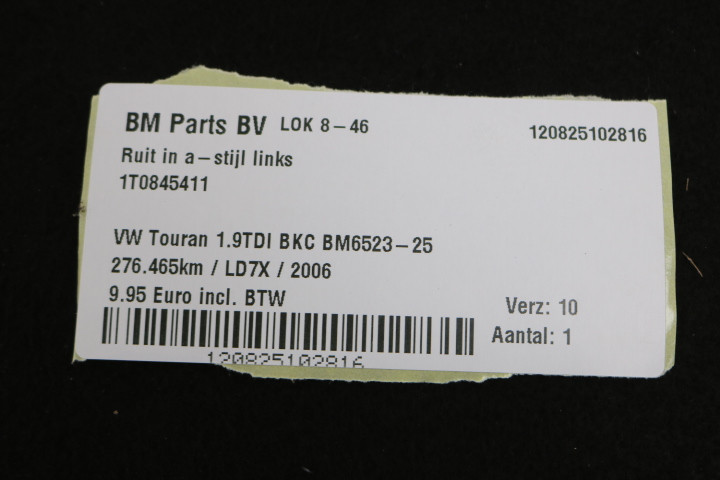 BM Parts BV LOK 8-46 120825102816
Ruit in a-stijl links
1T0845411
VW Touran 1.9TDI BKC BM6523-25
276.465km / LD7X / 2006
9.95 Euro incl. BTW
Verz: 10
Aantal: 1
120825102816